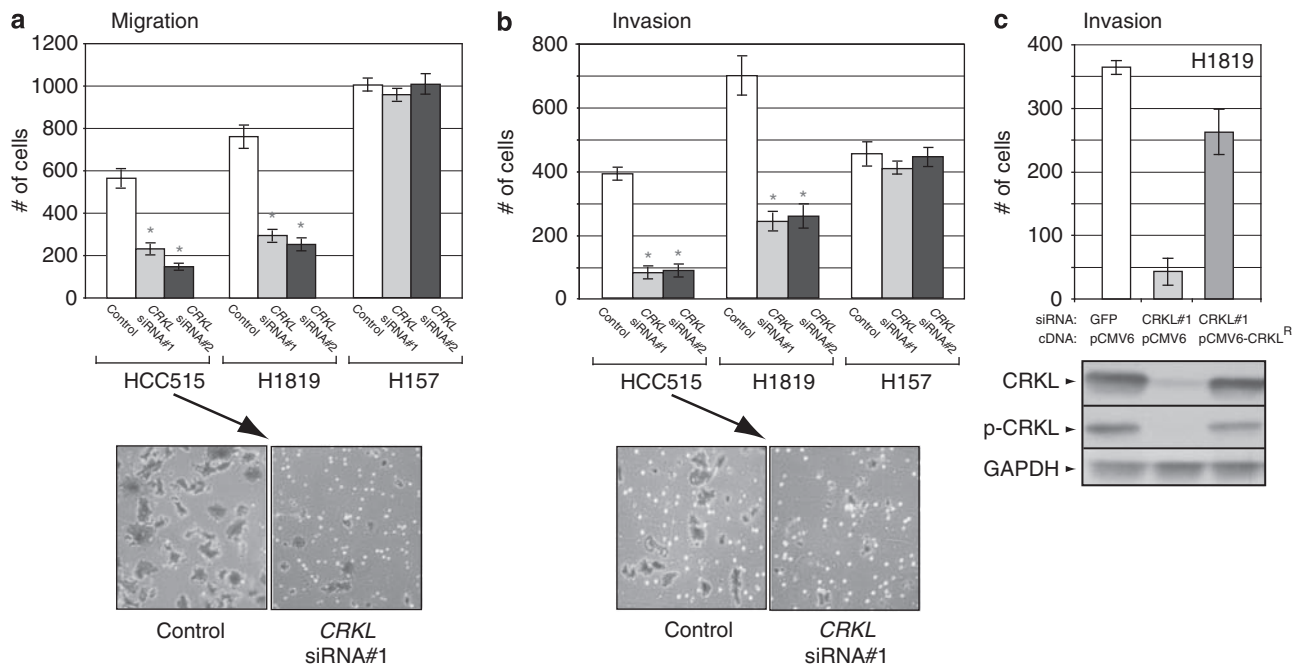 a Migration
# of cells
1200
1000
800
600
400
200
0
*
*
*
*
Control
CRKL siRNA#1
CRKL siRNA#2
Control
CRKL siRNA#1
CRKL siRNA#2
Control
CRKL siRNA#1
CRKL siRNA#2
HCC515 H1819 H157
Control CRKL
siRNA#1
b Invasion
# of cells
800
600
400
200
0
*
*
*
*
Control
CRKL siRNA#1
CRKL siRNA#2
Control
CRKL siRNA#1
CRKL siRNA#2
Control
CRKL siRNA#1
CRKL siRNA#2
HCC515 H1819 H157
Control CRKL
siRNA#1
c Invasion
H1819
# of cells
400
350
300
250
200
150
100
50
0
siRNA: GFP CRKL#1 CRKL#1
cDNA: pCMV6 pCMV6 pCMV6-CRKLR
CRKL
p-CRKL
GAPDH